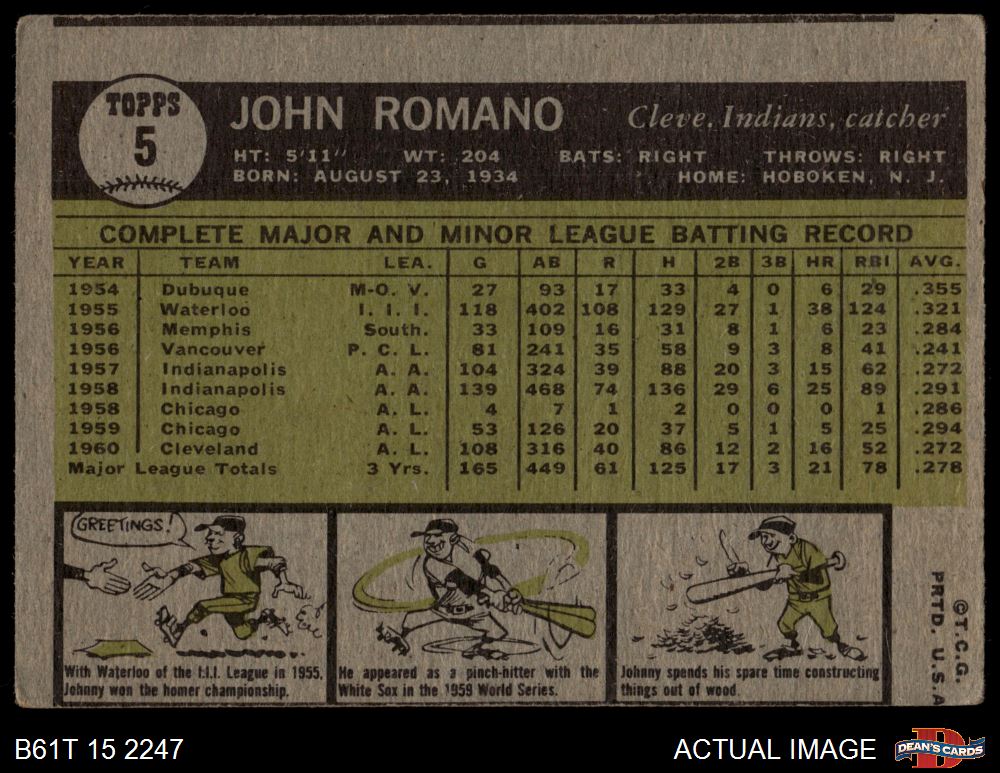 TOPPS
5
JOHN ROMANO Cleve. Indians, catcher
HT: 5'11" WT: 204 BATS: RIGHT THROWS: RIGHT
BORN: AUGUST 23, 1934 HOME: HOBOKEN, N. J.
COMPLETE MAJOR AND MINOR LEAGUE BATTING RECORD
YEAR TEAM LEA. G AB R H 2B 3B HR RBI AVG.
1954 Dubuque M-O. V. 27 93 17 33 4 0 6 29 .355
1955 Waterloo I. I. I. 118 402 108 129 27 1 38 124 .321
1956 Memphis South. 33 109 16 31 8 1 6 23 .284
1956 Vancouver P. C. L. 81 241 35 58 9 3 8 41 .241
1957 Indianapolis A. A. 104 324 39 88 20 3 15 62 .272
1958 Indianapolis A. A. 139 468 74 136 29 6 25 89 .291
1958 Chicago A. L. 4 7 1 2 0 0 0 1 .286
1959 Chicago A. L. 53 126 20 37 5 1 5 25 .294
1960 Cleveland A. L. 108 316 40 86 12 2 16 52 .272
Major League Totals 3 Yrs. 165 449 61 125 17 3 21 78 .278
GREETINGS!
With Waterloo of the I.I.I. League in 1955,
Johnny won the homer championship.
He appeared as a pinch-hitter with the
White Sox in the 1959 World Series.
Johnny spends his spare time constructing
things out of wood.
©T.C.G.
PRTD. U.S.A
B61T 15 2247
ACTUAL IMAGE
DEAN'S CARDS